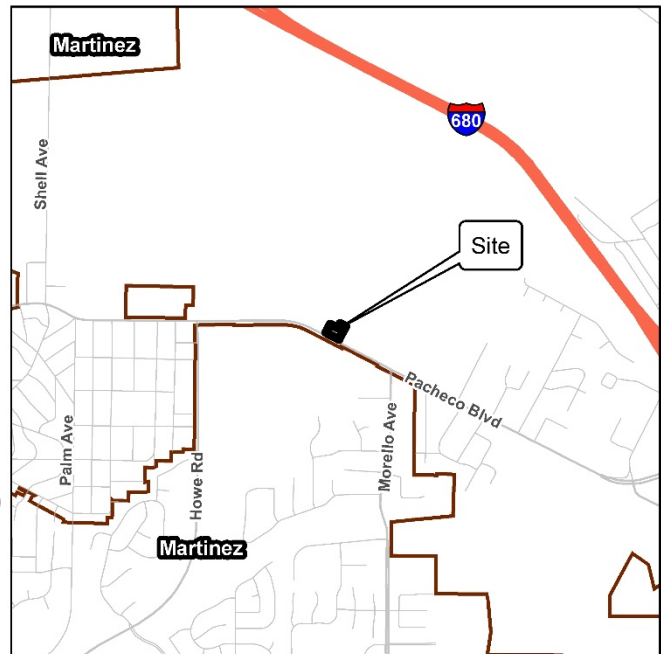 Martinez
680
Shell Ave
Site
Pacheco Blvd
Palm Ave
Howe Rd
Morello Ave
Martinez